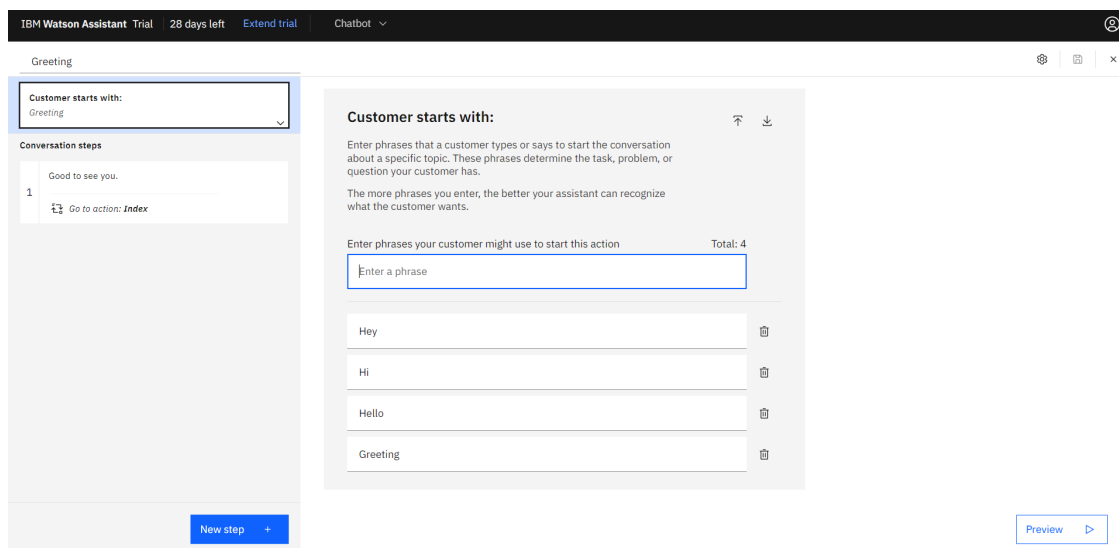 IBM Watson Assistant Trial 28 days left Extend trial Chatbot
Greeting
Customer starts with:
Greeting
Conversation steps
1
Good to see you.
Go to action: Index
New step +
Customer starts with:
Enter phrases that a customer types or says to start the conversation
about a specific topic. These phrases determine the task, problem, or
question your customer has.
The more phrases you enter, the better your assistant can recognize
what the customer wants.
Enter phrases your customer might use to start this action Total: 4
Enter a phrase
Hey
Hi
Hello
Greeting
Preview